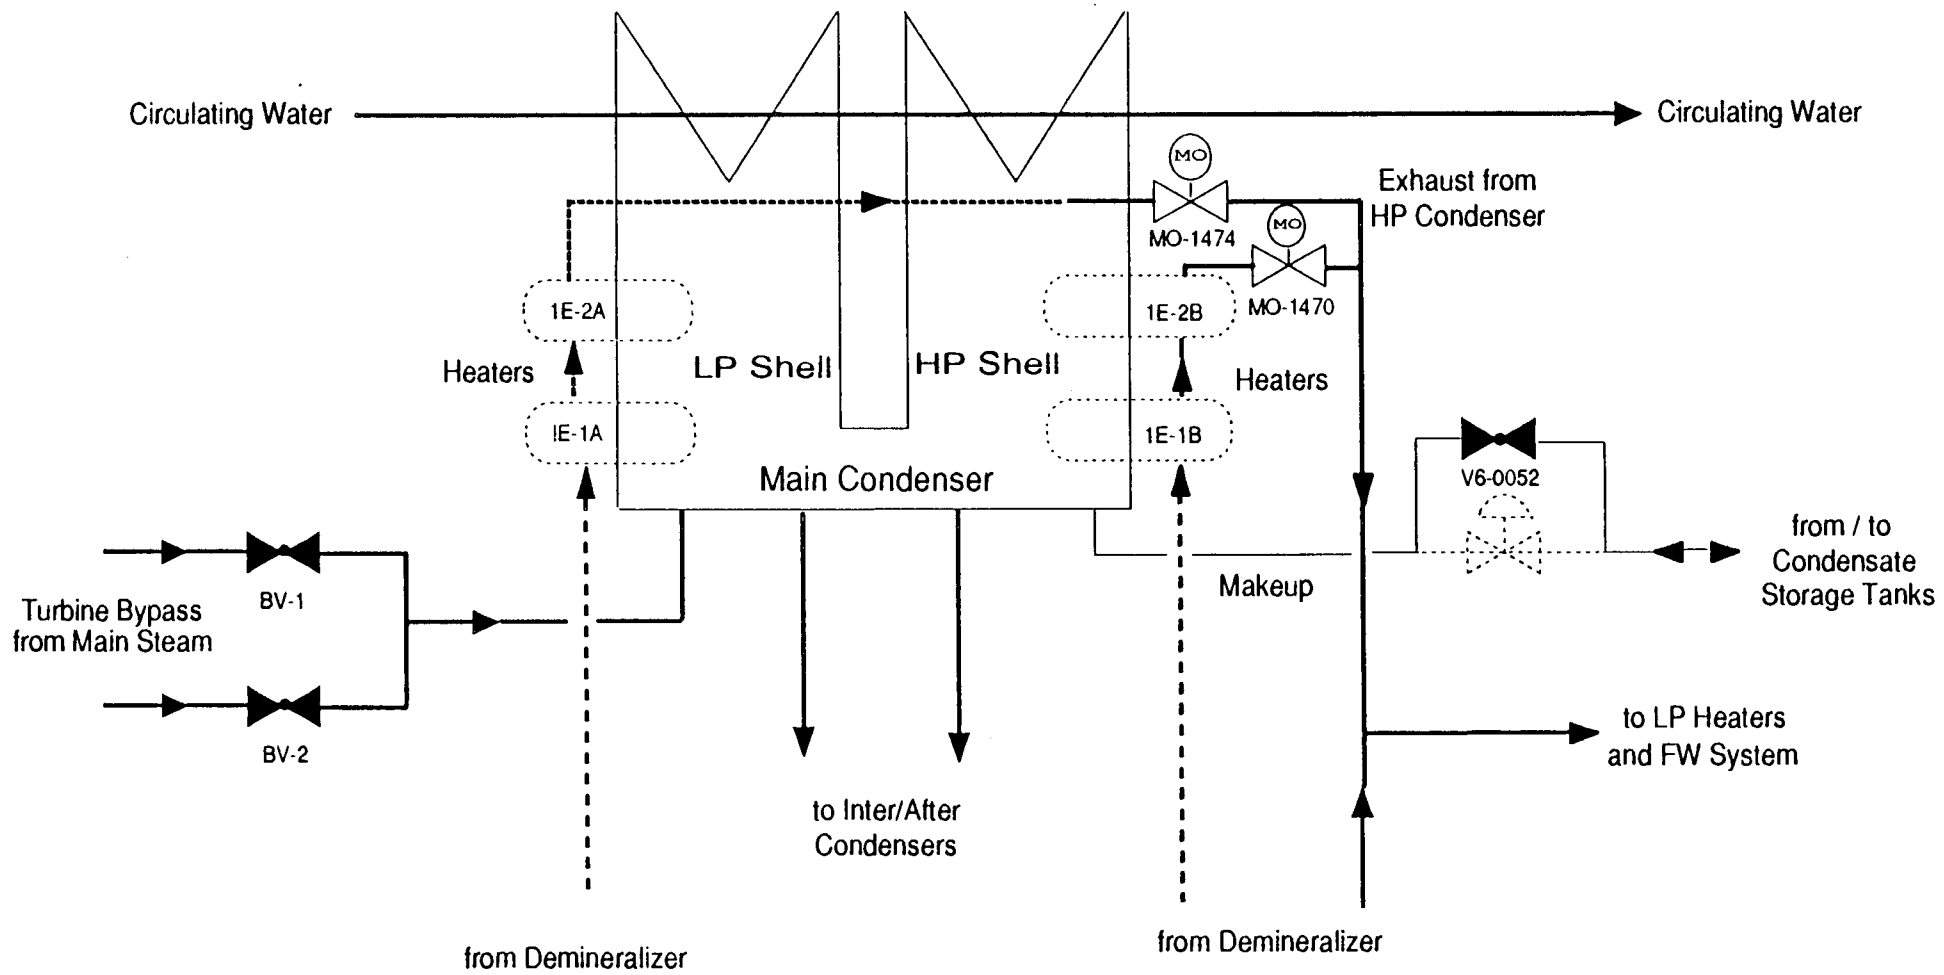 Circulating Water
Circulating Water
MO
Exhaust from
HP Condenser
MO-1474
MO
MO-1470
1E-2A
1E-2B
Heaters
LP Shell
HP Shell
Heaters
IE-1A
1E-1B
Main Condenser
V6-0052
from / to
Condensate
Storage Tanks
Makeup
BV-1
Turbine Bypass
from Main Steam
BV-2
to LP Heaters
and FW System
to Inter/After
Condensers
from Demineralizer
from Demineralizer